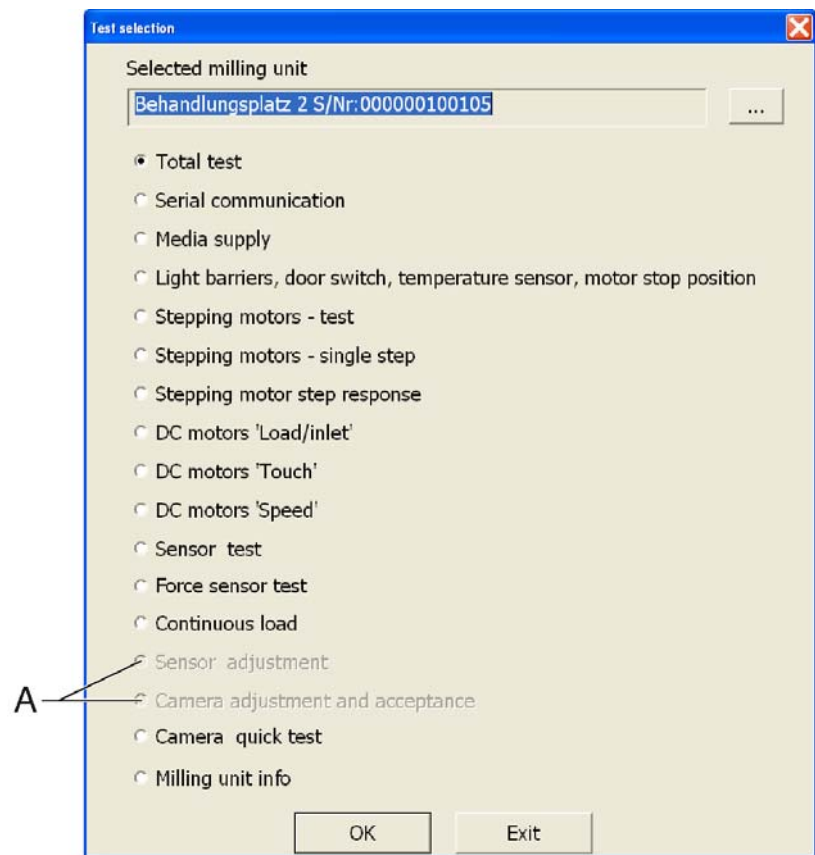 Test selection
Selected milling unit
Behandlungsplatz 2 S/Nr:000000100105
...
Total test
Serial communication
Media supply
Light barriers, door switch, temperature sensor, motor stop position
Stepping motors - test
Stepping motors - single step
Stepping motor step response
DC motors 'Load/inlet'
DC motors 'Touch'
DC motors 'Speed'
Sensor test
Force sensor test
Continuous load
Sensor adjustment
A
Camera adjustment and acceptance
Camera quick test
Milling unit info
OK Exit